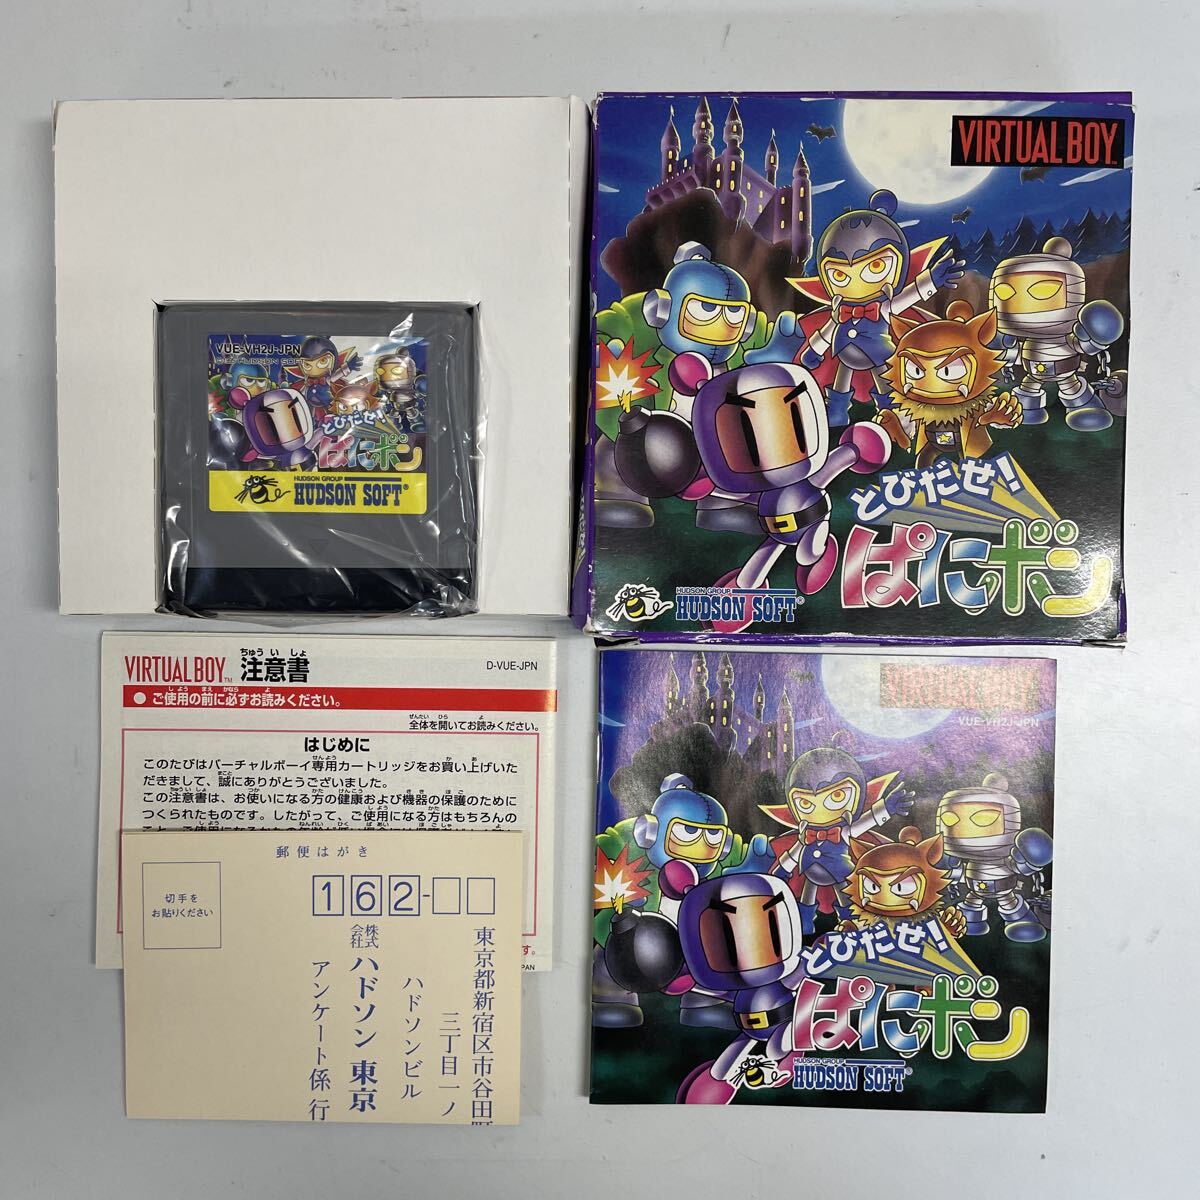 VUE-VH2J-JPN
とびだせ!
ぱにボン
HUDSON GROUP
HUDSON SOFT®
VIRTUAL BOY™
とびだせ!
ぱにボン
HUDSON GROUP
HUDSON SOFT®
VIRTUAL BOY™ 注意書
ちゅういしょ
D-VUE-JPN
●ご使用の前に必ずお読みください。
全体を開いてお読みください。
はじめに
このたびはバーチャルボーイ専用カートリッジをお買い上げいた
だきまして、誠にありがとうございました。
この注意書は、お使いになる方の健康および機器の保護のために
つくられたものです。したがって、ご使用になる方はもちろんの
す。
PAN
郵便はがき
切手を
お貼りください
162-
東京都新宿区市谷田町
三丁目一ノ
ハドソンビル
株式会社 ハドソン 東京
アンケート係 行
VIRTUAL BOY
VUE-VH2J-JPN
とびだせ!
ぱにボン
HUDSON GROUP
HUDSON SOFT®